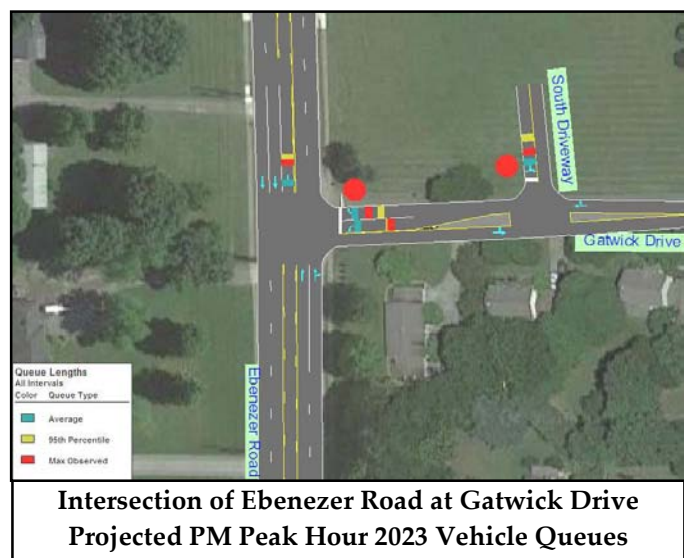 South Driveway
Gatwick Drive
Ebenezer Road
Queue Lengths
All Intervals
Color Queue Type
Average
95th Percentile
Max Observed
Intersection of Ebenezer Road at Gatwick Drive
Projected PM Peak Hour 2023 Vehicle Queues